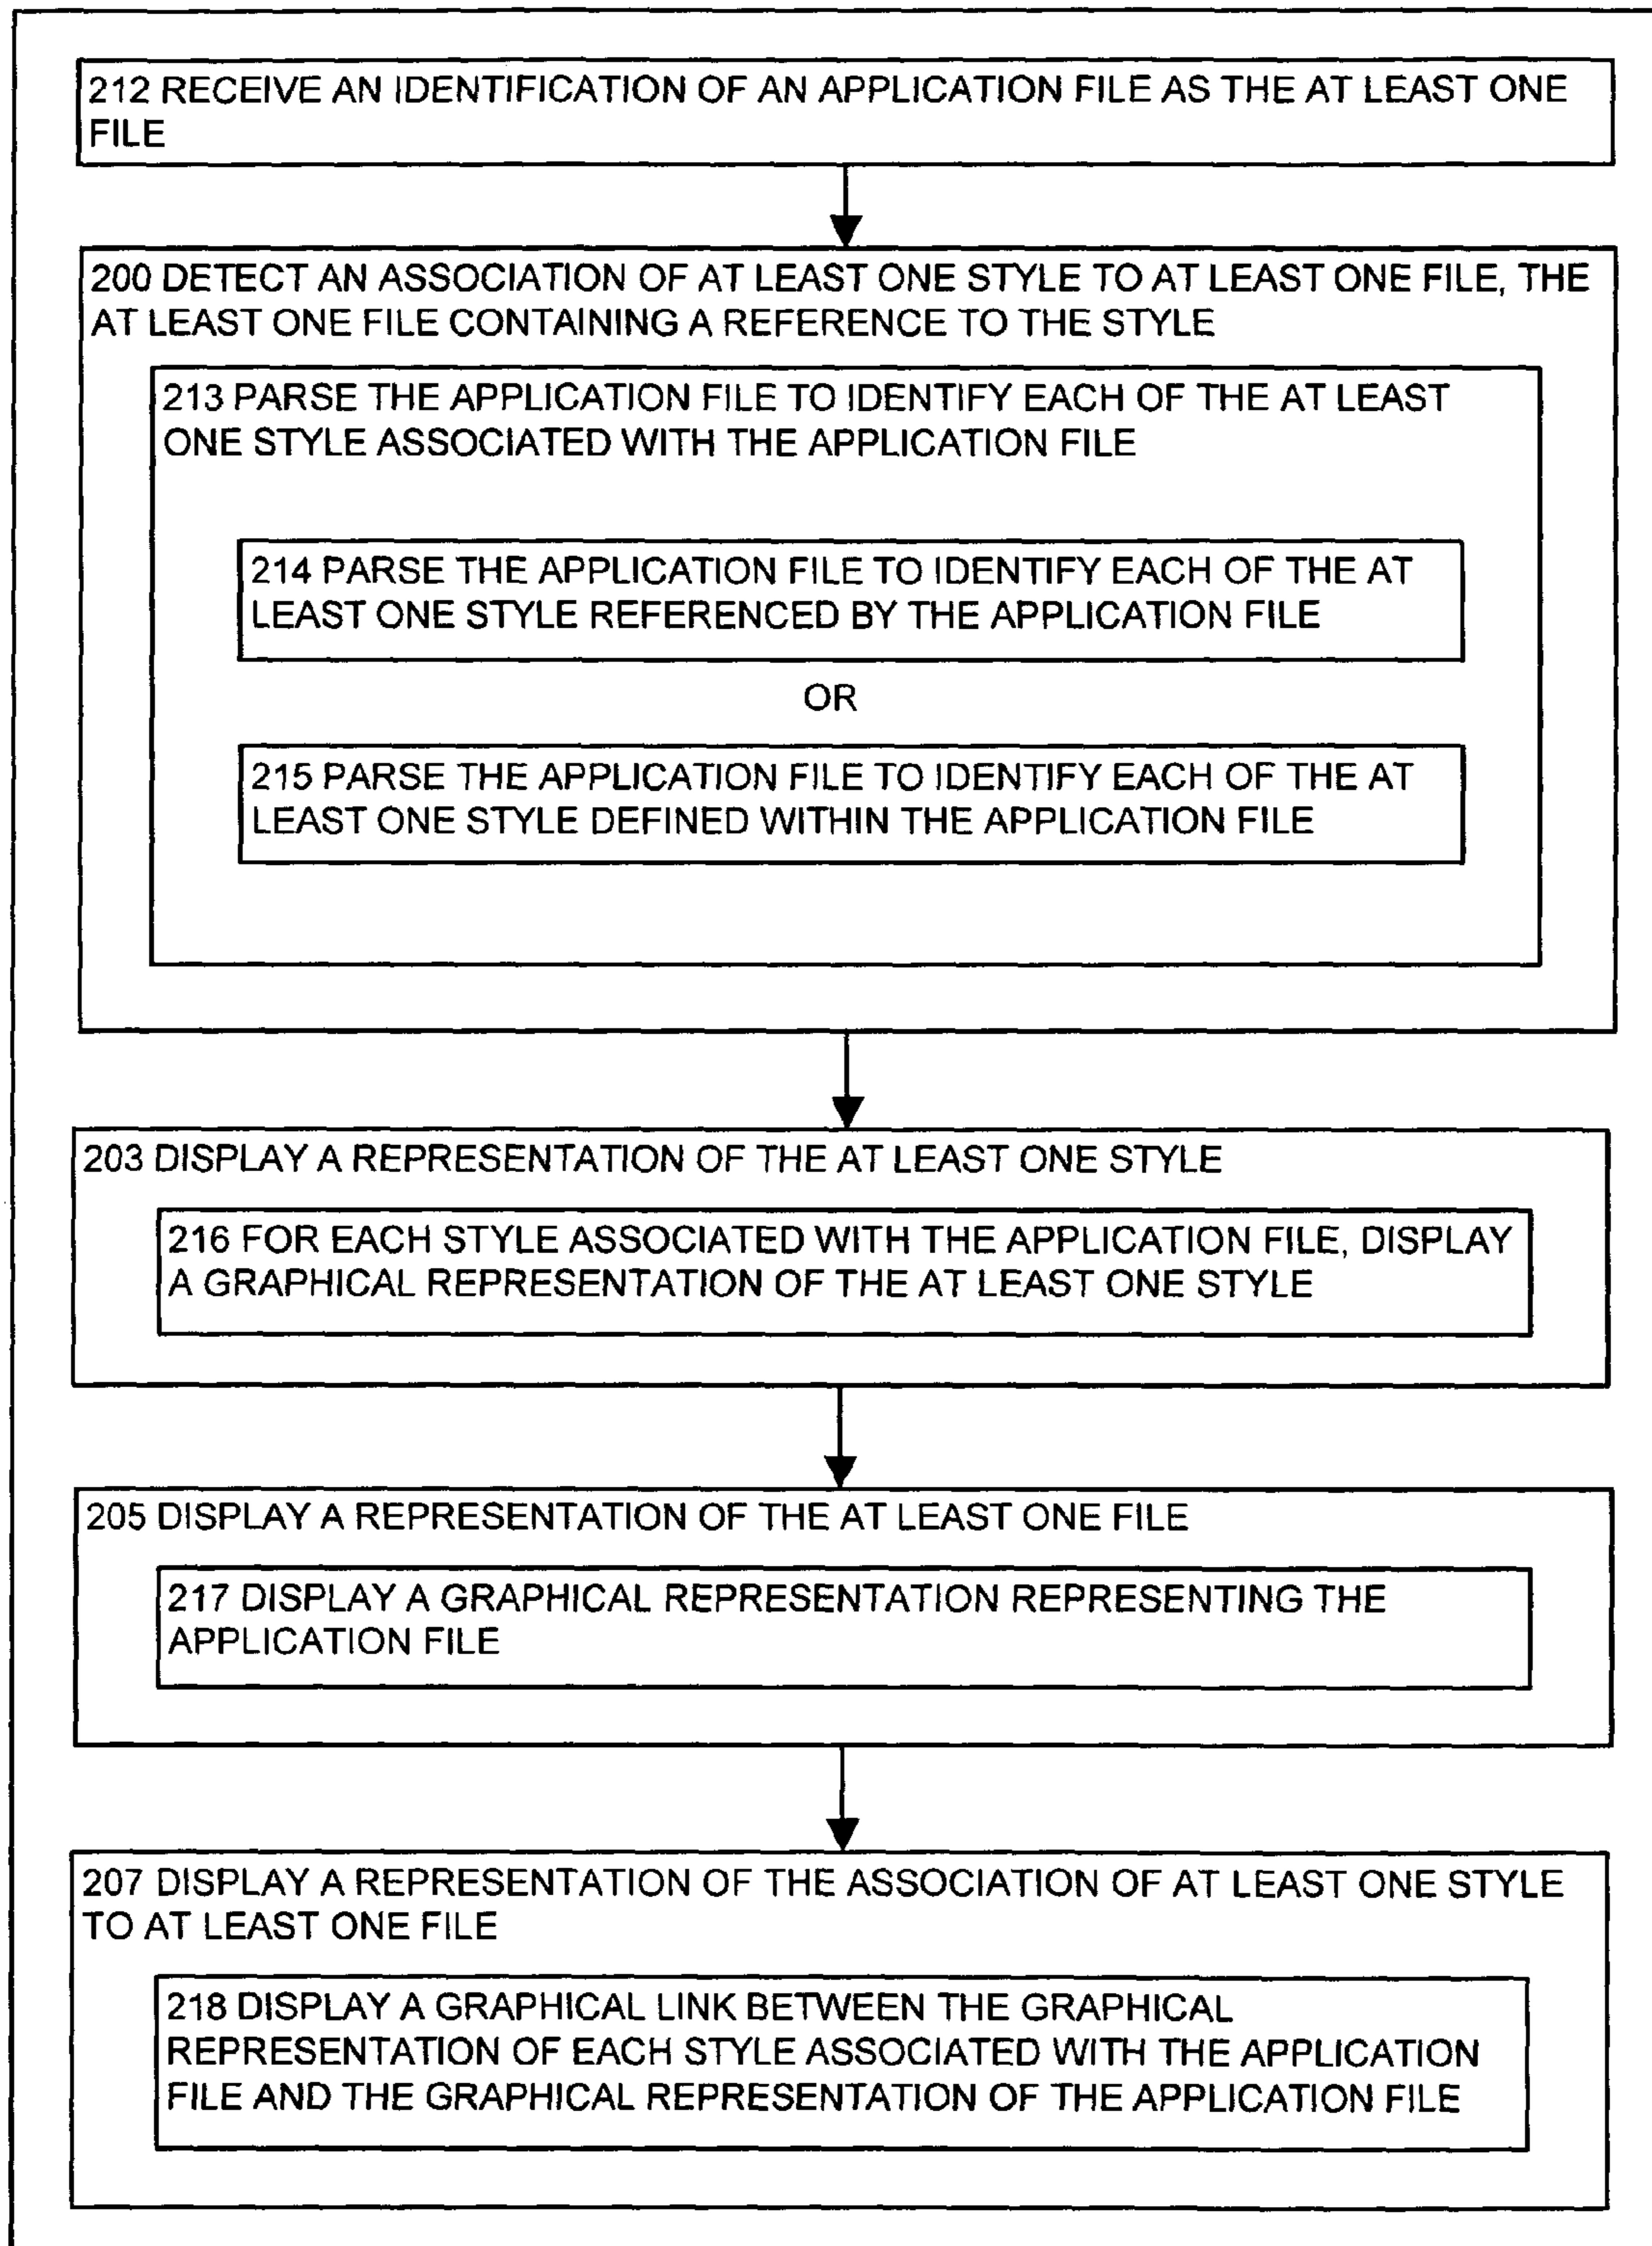 212 RECEIVE AN IDENTIFICATION OF AN APPLICATION FILE AS THE AT LEAST ONE
FILE
200 DETECT AN ASSOCIATION OF AT LEAST ONE STYLE TO AT LEAST ONE FILE, THE
AT LEAST ONE FILE CONTAINING A REFERENCE TO THE STYLE
213 PARSE THE APPLICATION FILE TO IDENTIFY EACH OF THE AT LEAST
ONE STYLE ASSOCIATED WITH THE APPLICATION FILE
214 PARSE THE APPLICATION FILE TO IDENTIFY EACH OF THE AT
LEAST ONE STYLE REFERENCED BY THE APPLICATION FILE
OR
215 PARSE THE APPLICATION FILE TO IDENTIFY EACH OF THE AT
LEAST ONE STYLE DEFINED WITHIN THE APPLICATION FILE
203 DISPLAY A REPRESENTATION OF THE AT LEAST ONE STYLE
216 FOR EACH STYLE ASSOCIATED WITH THE APPLICATION FILE, DISPLAY
A GRAPHICAL REPRESENTATION OF THE AT LEAST ONE STYLE
205 DISPLAY A REPRESENTATION OF THE AT LEAST ONE FILE
217 DISPLAY A GRAPHICAL REPRESENTATION REPRESENTING THE
APPLICATION FILE
207 DISPLAY A REPRESENTATION OF THE ASSOCIATION OF AT LEAST ONE STYLE
TO AT LEAST ONE FILE
218 DISPLAY A GRAPHICAL LINK BETWEEN THE GRAPHICAL
REPRESENTATION OF EACH STYLE ASSOCIATED WITH THE APPLICATION
FILE AND THE GRAPHICAL REPRESENTATION OF THE APPLICATION FILE